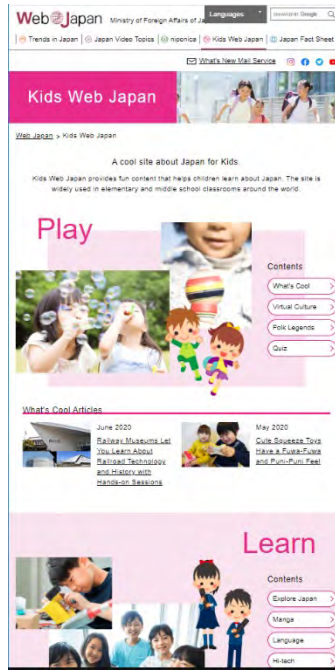 Web Japan
Ministry of Foreign Affairs of Ja
Languages
Trends in Japan
Japan Video Topics
niponica
Kids Web Japan
Japan Fact Sheet
What's New Mail Service
Kids Web Japan
Web Japan > Kids Web Japan
A cool site about Japan for Kids.
Kids Web Japan provides fun content that helps children learn about Japan. The site is
widely used in elementary and middle school classrooms around the world.
Play
Contents
What's Cool
Virtual Culture
Folk Legends
Quiz
What's Cool Articles
June 2020
Railway Museums Let
You Learn About
Railroad Technology
and History with
Hands-on Sessions
May 2020
Cute Squeeze Toys
Have a Fuwa-Fuwa
and Puni-Puni Feel
Learn
Contents
Explore Japan
Manga
Language
Hi-tech